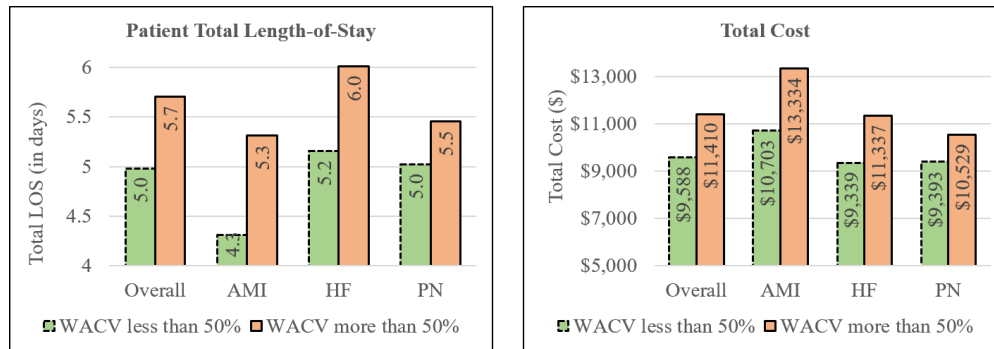 Patient Total Length-of-Stay
Total LOS (in days)
6
5.5
5
4.5
4
5.0
5.7
4.3
5.3
5.2
6.0
5.0
5.5
Overall
AMI
HF
PN
WACV less than 50%
WACV more than 50%
Total Cost
Total Cost ($)
$13,000
$11,000
$9,000
$7,000
$5,000
$9,588
$11,410
$10,703
$13,334
$9,339
$11,337
$9,393
$10,529
Overall
AMI
HF
PN
WACV less than 50%
WACV more than 50%